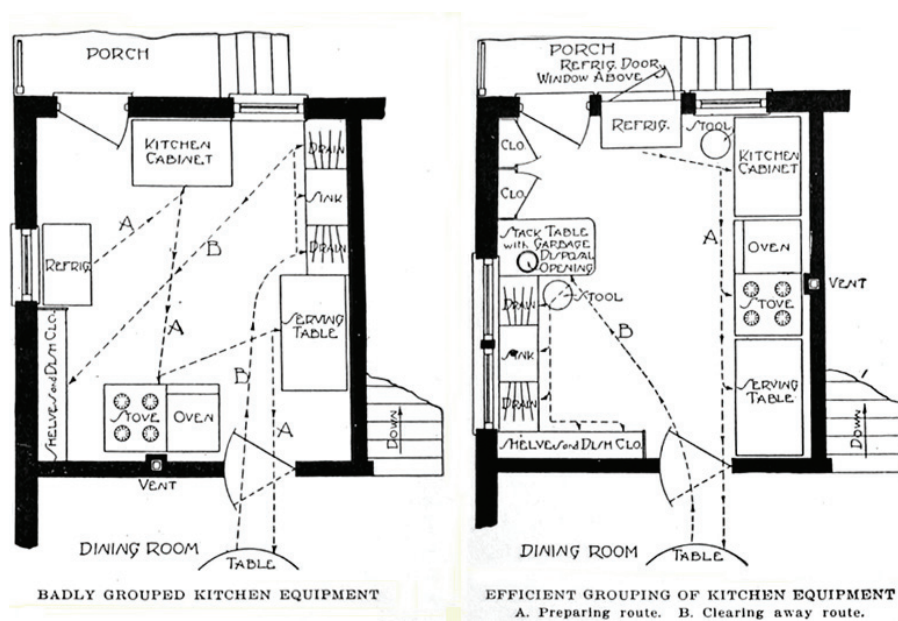 PORCH
KITCHEN
CABINET
DRAIN
SINK
DRAIN
A
B
REFRIG.
A
SERVING
TABLE
SHELVES and DISH CLO.
B
A
STOVE
OVEN
VENT
DOWN
DINING ROOM
TABLE
BADLY GROUPED KITCHEN EQUIPMENT
PORCH
REFRIG. DOOR
WINDOW ABOVE
REFRIG.
STOOL
CLO.
CLO.
KITCHEN
CABINET
A
STACK TABLE
with GARBAGE
DISPOSAL
OPENING
OVEN
VENT
STOVE
DRAIN
STOOL
B
SINK
DRAIN
SERVING
TABLE
SHELVES and DISH CLO.
DOWN
DINING ROOM
TABLE
EFFICIENT GROUPING OF KITCHEN EQUIPMENT
A. Preparing route. B. Clearing away route.